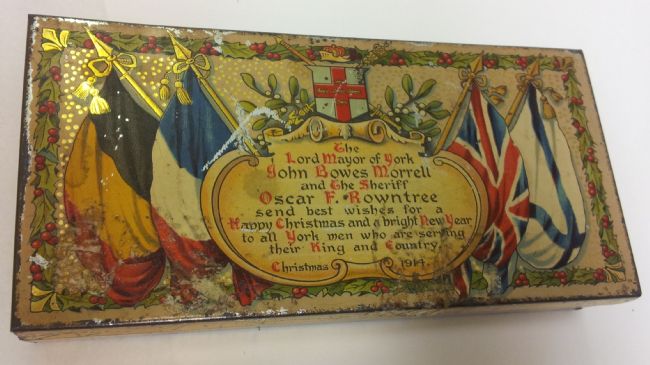 The
Lord Mayor of York
John Bowes Morrell
and The Sheriff
Oscar F. Rowntree
send best wishes for a
Happy Christmas and a bright New Year
to all York men who are serving
their King and Country.
Christmas 1914.